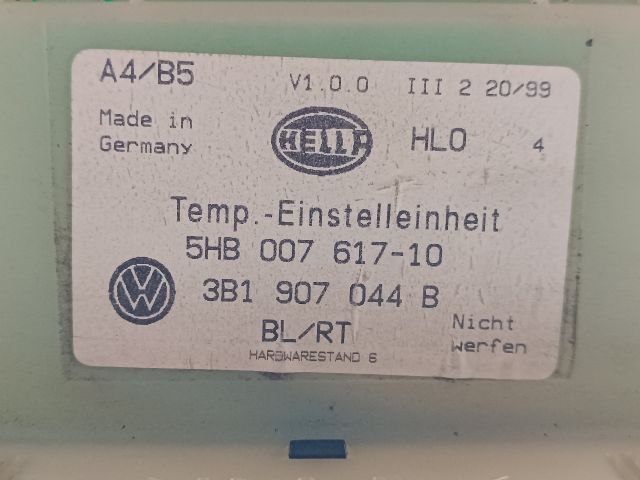 A4/B5 V1.0.0 III 2 20/99
Made in
Germany
HELLA HLO 4
Temp.-Einstelleinheit
5HB 007 617-10
VW 3B1 907 044 B
BL/RT
HARDWARESTAND 6
Nicht
werfen